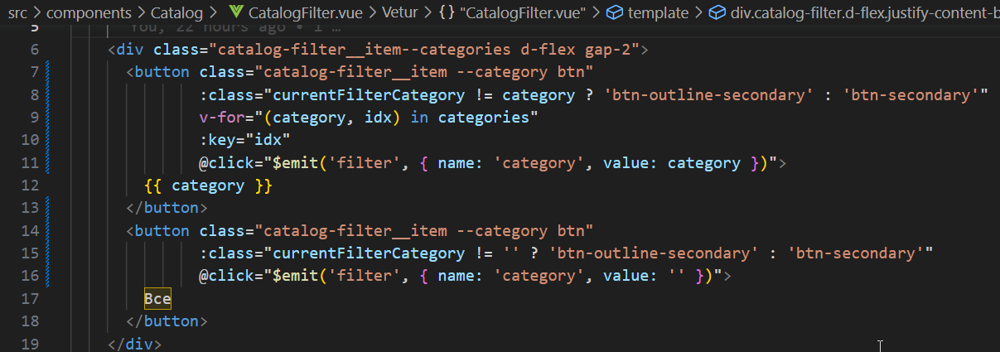 src > components > Catalog > CatalogFilter.vue > Vetur > {} "CatalogFilter.vue" > template > div.catalog-filter.d-flex.justify-content-b
5 You, 22 hours ago • 1 …
6 <div class="catalog-filter__item--categories d-flex gap-2">
7 <button class="catalog-filter__item --category btn"
8 :class="currentFilterCategory != category ? 'btn-outline-secondary' : 'btn-secondary'"
9 v-for="(category, idx) in categories"
10 :key="idx"
11 @click="$emit('filter', { name: 'category', value: category })">
12 {{ category }}
13 </button>
14 <button class="catalog-filter__item --category btn"
15 :class="currentFilterCategory != '' ? 'btn-outline-secondary' : 'btn-secondary'"
16 @click="$emit('filter', { name: 'category', value: '' })">
17 Все
18 </button>
19 </div>